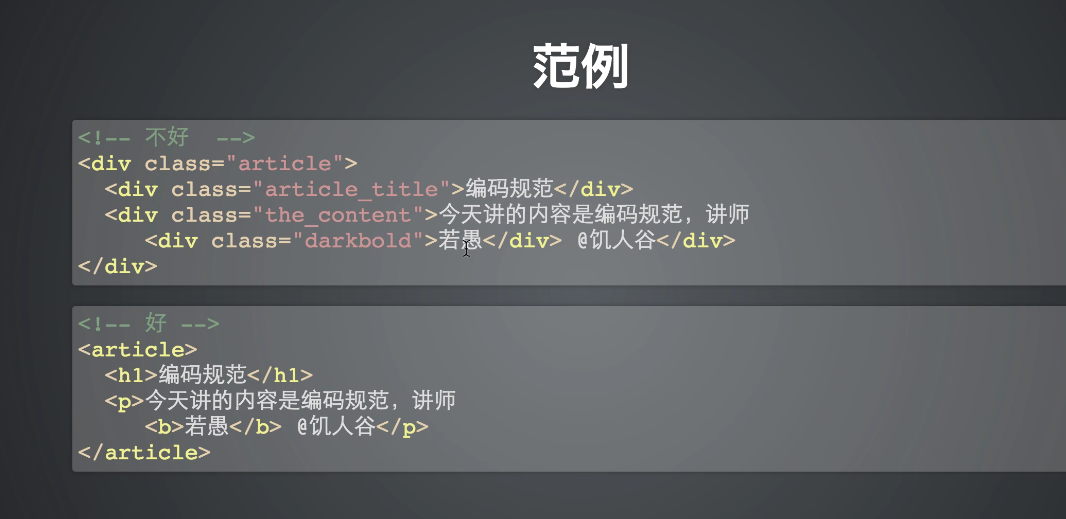 范例
<!-- 不好  -->
<div class="article">
  <div class="article_title">编码规范</div>
  <div class="the_content">今天讲的内容是编码规范，讲师
     <div class="darkbold">若愚</div> @饥人谷</div>
</div>
<!-- 好 -->
<article>
  <h1>编码规范</h1>
  <p>今天讲的内容是编码规范，讲师
     <b>若愚</b> @饥人谷</p>
</article>